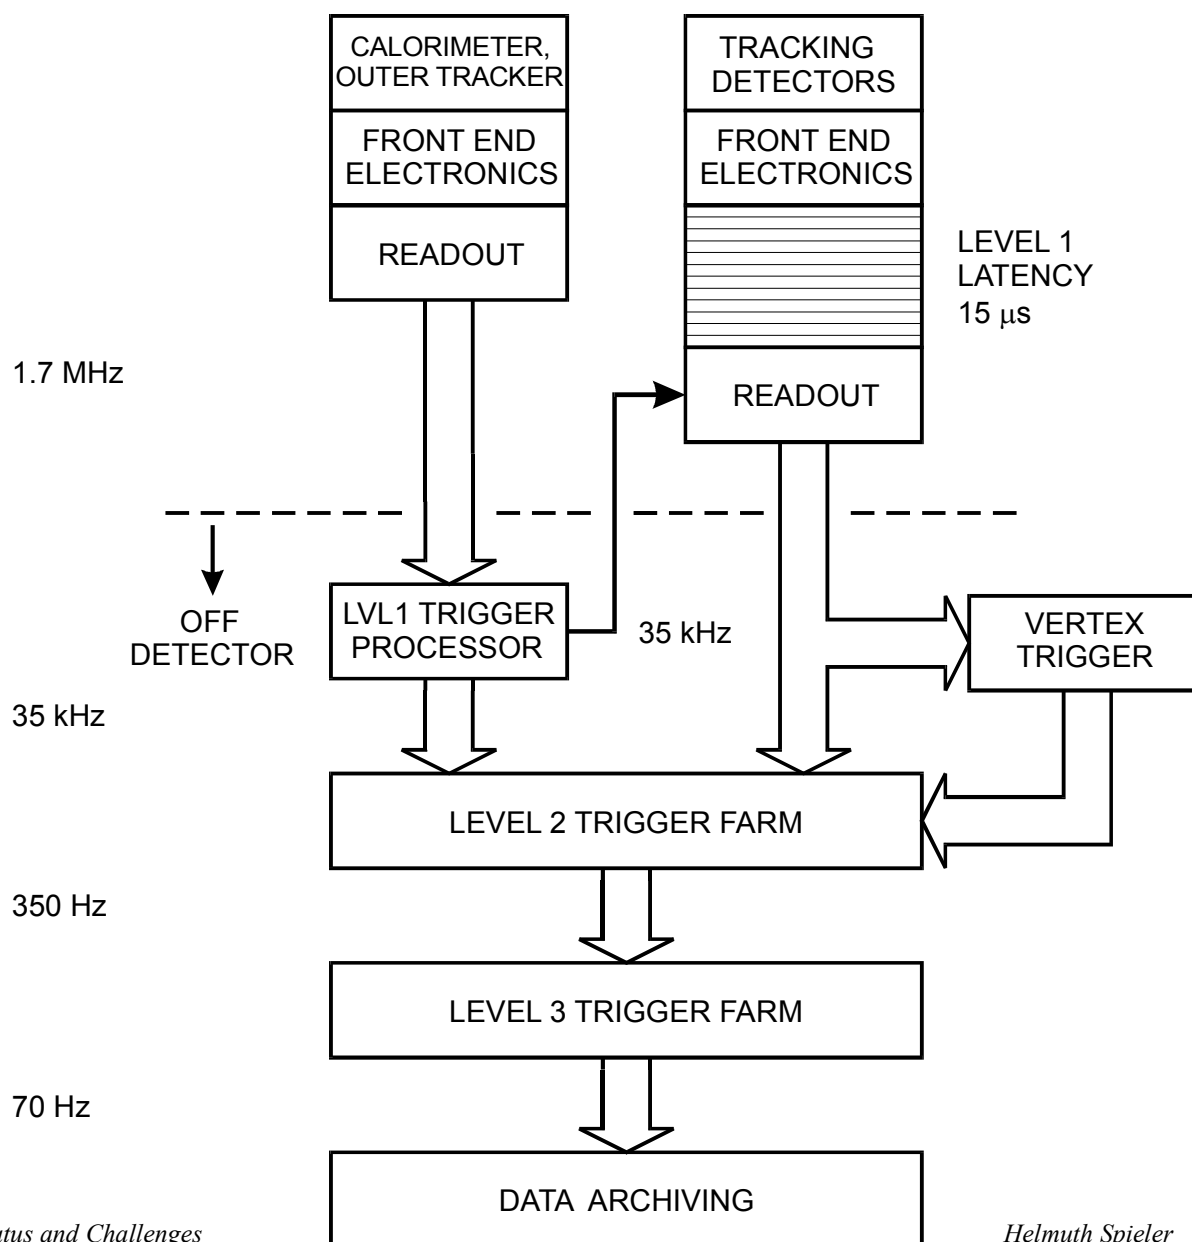 CALORIMETER,
OUTER TRACKER
FRONT END
ELECTRONICS
READOUT
TRACKING
DETECTORS
FRONT END
ELECTRONICS
LEVEL 1
LATENCY
15 μs
READOUT
1.7 MHz
OFF
DETECTOR
LVL1 TRIGGER
PROCESSOR
35 kHz
VERTEX
TRIGGER
35 kHz
LEVEL 2 TRIGGER FARM
350 Hz
LEVEL 3 TRIGGER FARM
70 Hz
DATA ARCHIVING
and Challenges
Helmuth Spieler